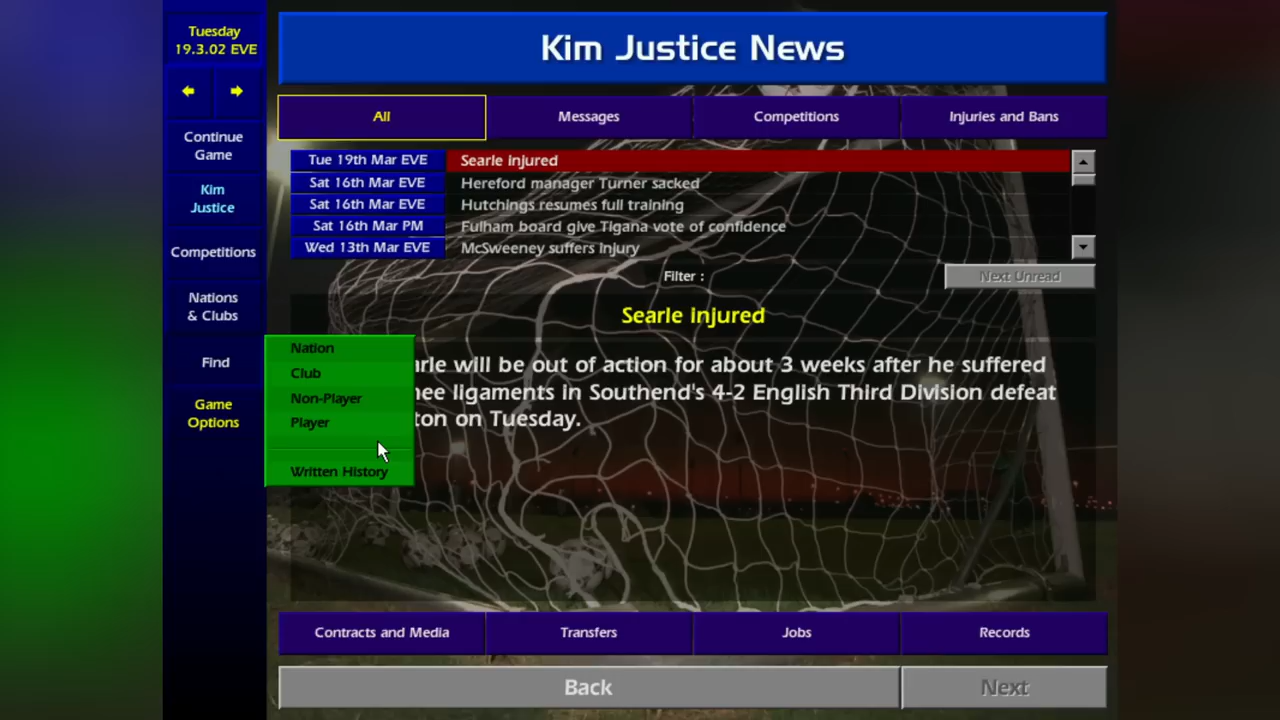 Tuesday
19.3.02 EVE
Continue
Game
Kim
Justice
Competitions
Nations
& Clubs
Find
Game
Options
Kim Justice News
All
Messages
Competitions
Injuries and Bans
Tue 19th Mar EVE Searle injured
Sat 16th Mar EVE Hereford manager Turner sacked
Sat 16th Mar EVE Hutchings resumes full training
Sat 16th Mar PM Fulham board give Tigana vote of confidence
Wed 13th Mar EVE McSweeney suffers injury
Filter :
Next Unread
Searle injured
will be out of action for about 3 weeks after he suffered
ligaments in Southend's 4-2 English Third Division defeat
on Tuesday.
Nation
Club
Non-Player
Player
Written History
Contracts and Media
Transfers
Jobs
Records
Back
Next